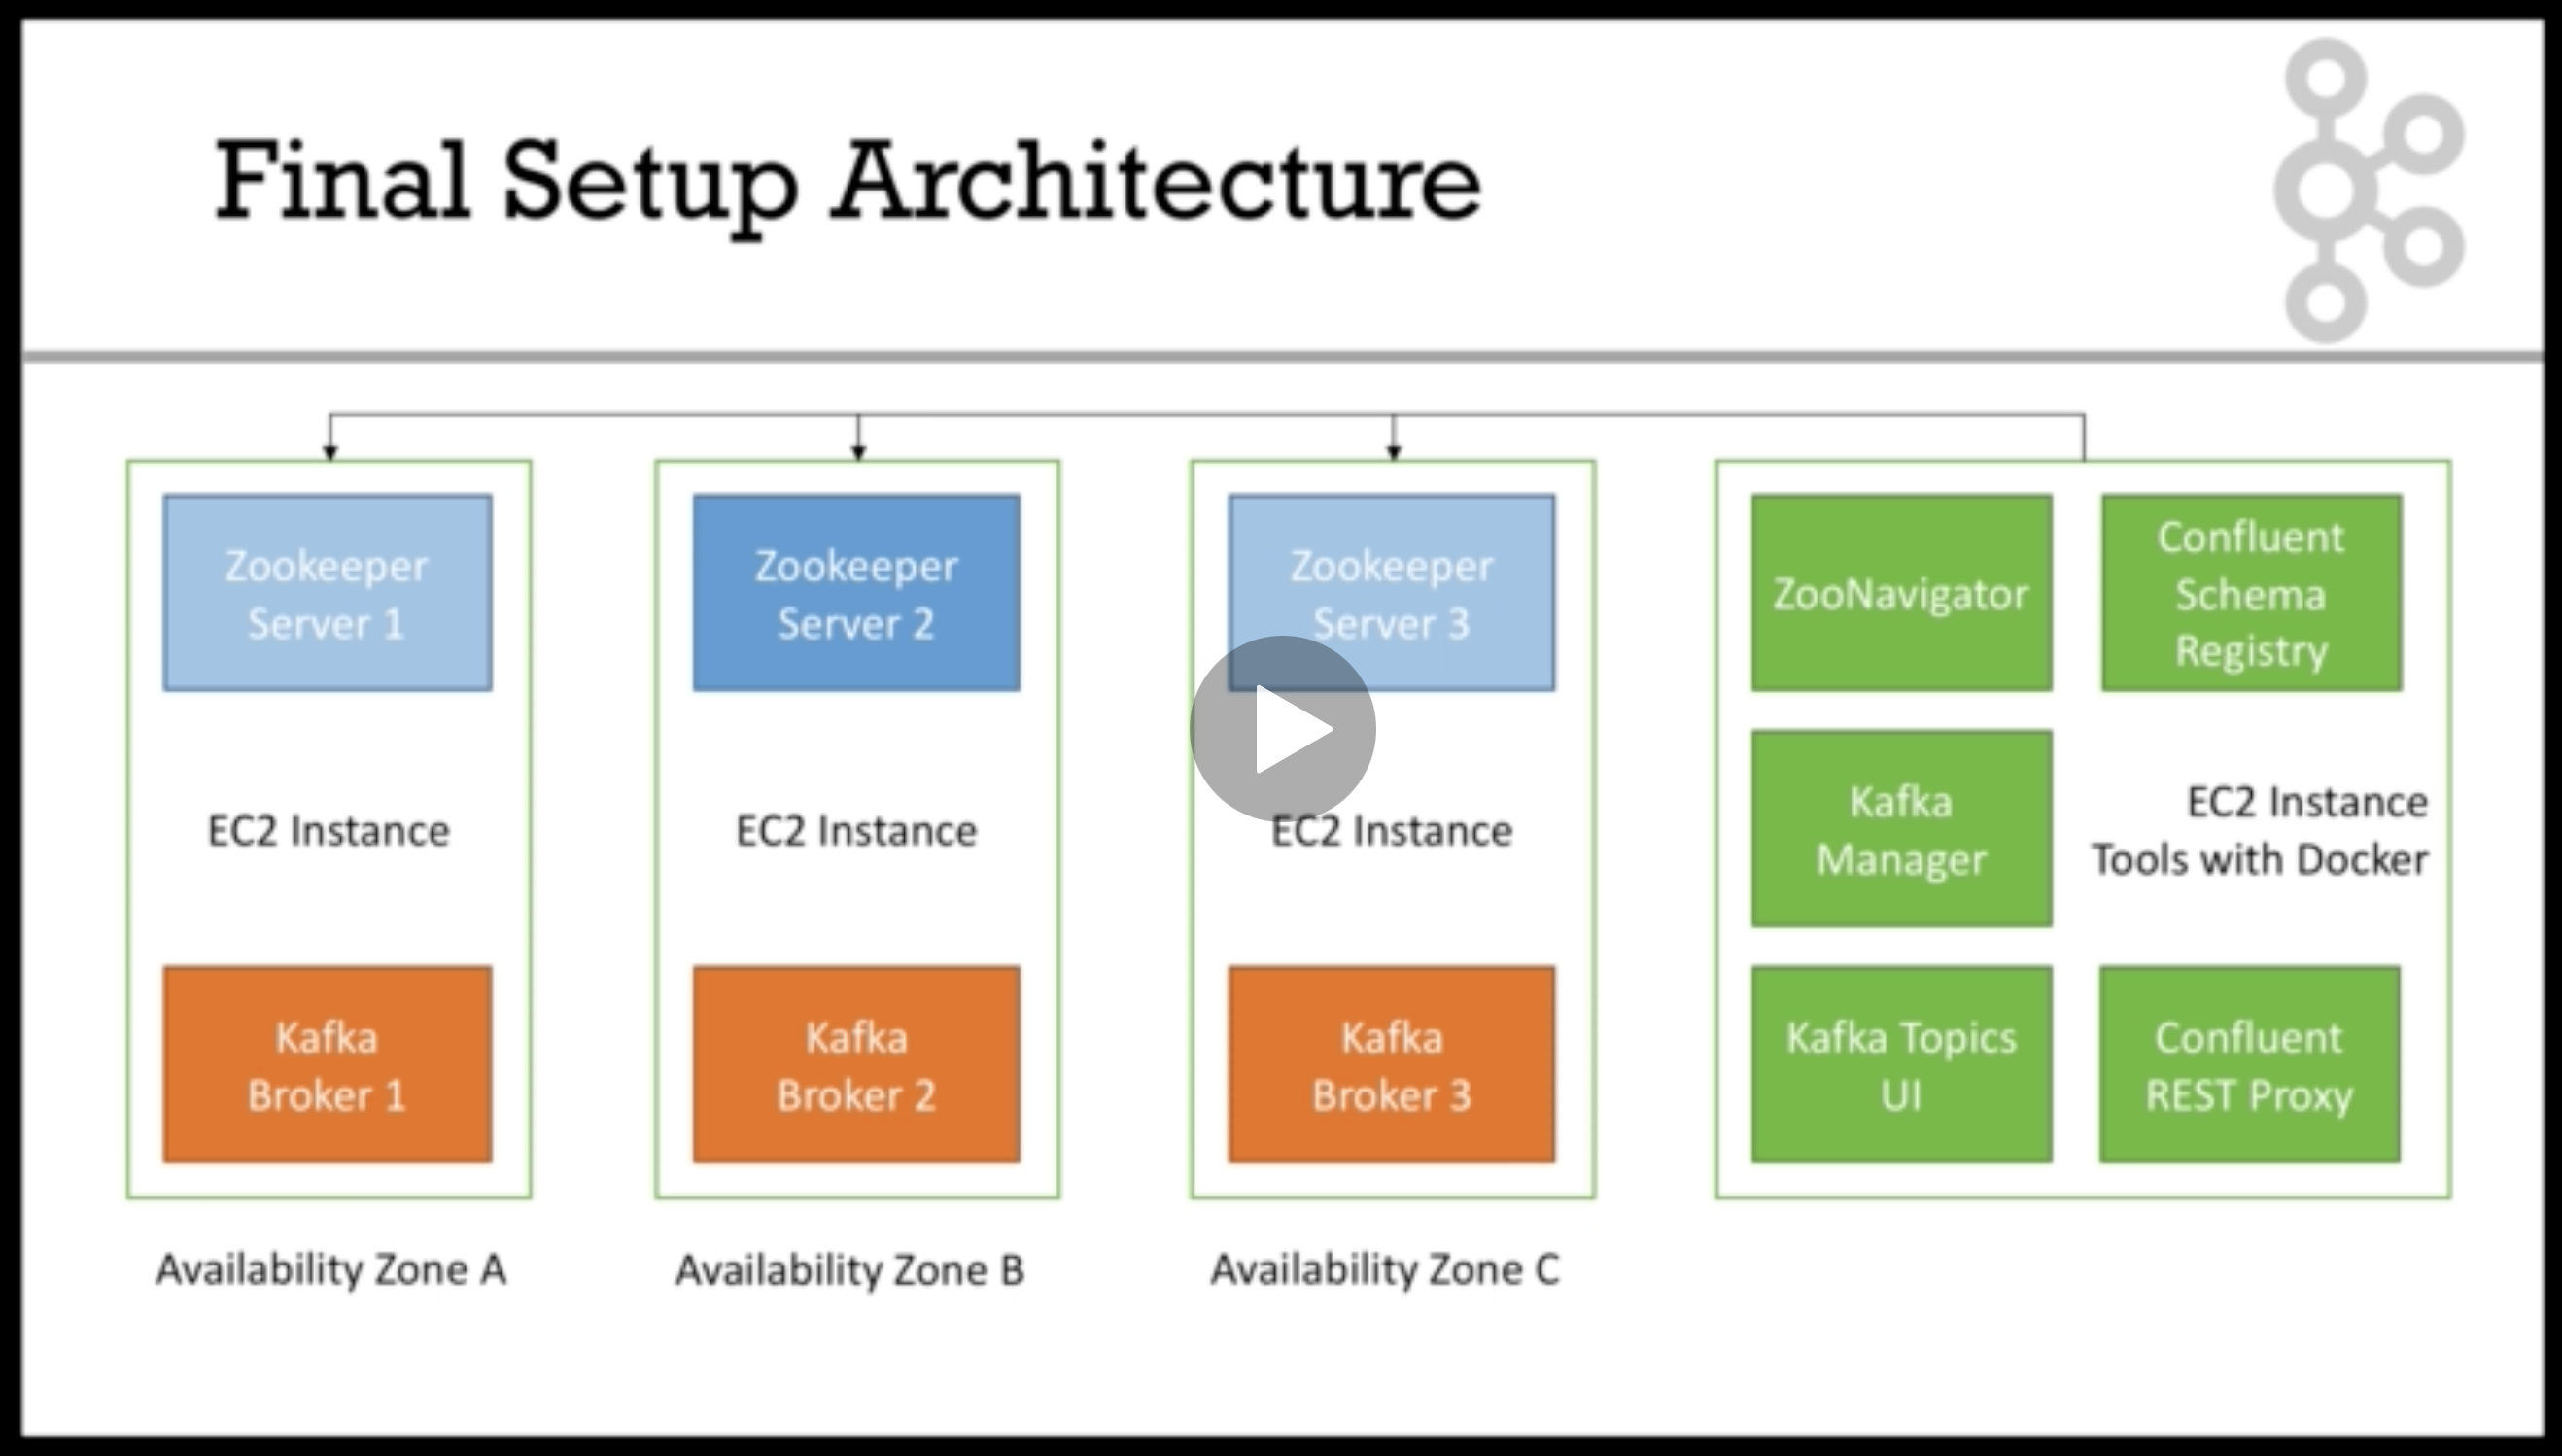 Final Setup Architecture
Zookeeper
Server 1
EC2 Instance
Kafka
Broker 1
Availability Zone A
Zookeeper
Server 2
EC2 Instance
Kafka
Broker 2
Availability Zone B
Zookeeper
Server 3
EC2 Instance
Kafka
Broker 3
Availability Zone C
ZooNavigator
Confluent
Schema
Registry
Kafka
Manager
EC2 Instance
Tools with Docker
Kafka Topics
UI
Confluent
REST Proxy